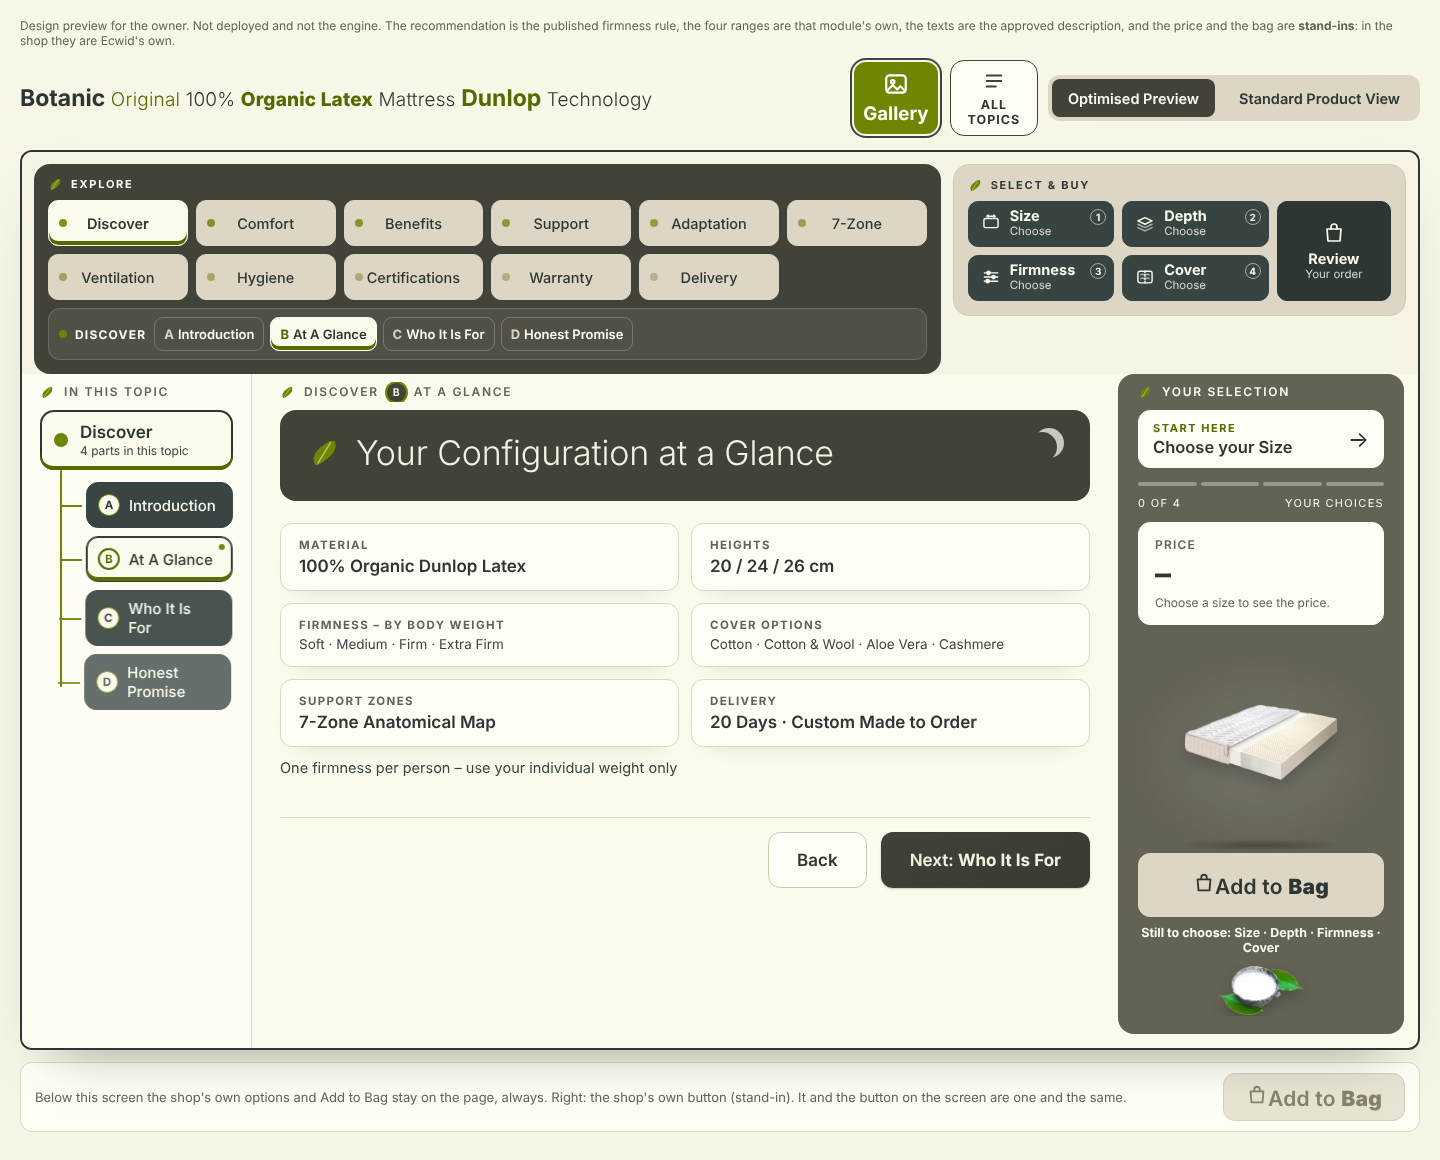 Design preview for the owner. Not deployed and not the engine. The recommendation is the published firmness rule, the four ranges are that module's own, the texts are the approved description, and the price and the bag are stand-ins: in the
shop they are Ecwid's own.
Botanic Original 100% Organic Latex Mattress Dunlop Technology
Gallery
ALL
TOPICS
Optimised Preview
Standard Product View
EXPLORE
Discover
Comfort
Benefits
Support
Adaptation
7-Zone
Ventilation
Hygiene
Certifications
Warranty
Delivery
DISCOVER
A Introduction
B At A Glance
C Who It Is For
D Honest Promise
SELECT & BUY
Size
Choose
1
Depth
Choose
2
Firmness
Choose
3
Cover
Choose
4
Review
Your order
IN THIS TOPIC
Discover
4 parts in this topic
A Introduction
B At A Glance
C Who It Is
For
D Honest
Promise
DISCOVER B AT A GLANCE
Your Configuration at a Glance
MATERIAL
100% Organic Dunlop Latex
HEIGHTS
20 / 24 / 26 cm
FIRMNESS – BY BODY WEIGHT
Soft · Medium · Firm · Extra Firm
COVER OPTIONS
Cotton · Cotton & Wool · Aloe Vera · Cashmere
SUPPORT ZONES
7-Zone Anatomical Map
DELIVERY
20 Days · Custom Made to Order
One firmness per person – use your individual weight only
Back
Next: Who It Is For
YOUR SELECTION
START HERE
Choose your Size
0 OF 4
YOUR CHOICES
PRICE
–
Choose a size to see the price.
Add to Bag
Still to choose: Size · Depth · Firmness ·
Cover
Below this screen the shop's own options and Add to Bag stay on the page, always. Right: the shop's own button (stand-in). It and the button on the screen are one and the same.
Add to Bag